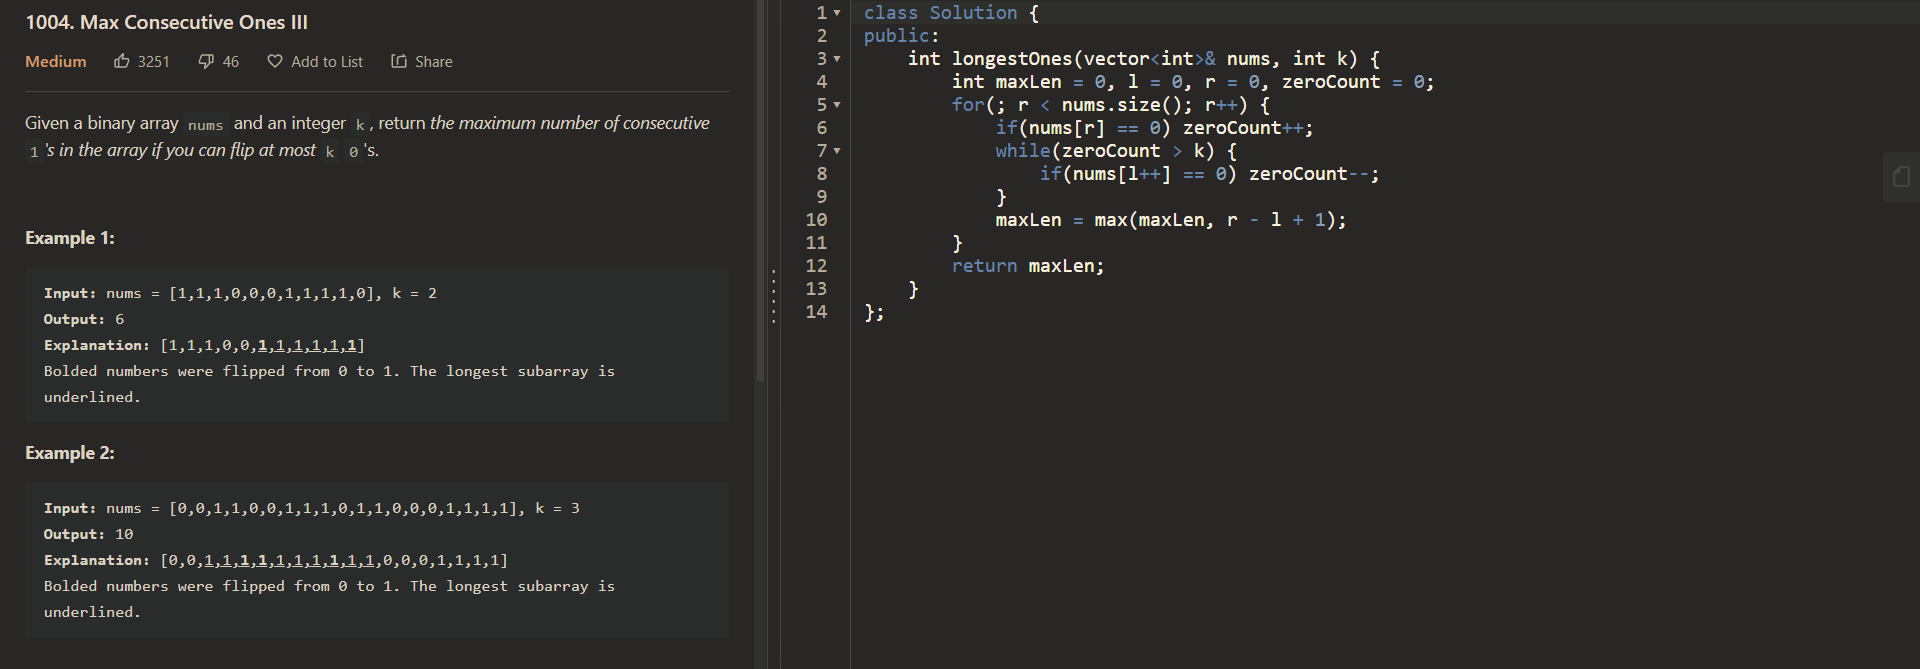 1004. Max Consecutive Ones III
Medium 3251 46 Add to List Share
Given a binary array nums and an integer k, return the maximum number of consecutive
1 's in the array if you can flip at most k 0 's.
Example 1:
Input: nums = [1,1,1,0,0,0,1,1,1,1,0], k = 2
Output: 6
Explanation: [1,1,1,0,0,1,1,1,1,1,1]
Bolded numbers were flipped from 0 to 1. The longest subarray is
underlined.
Example 2:
Input: nums = [0,0,1,1,0,0,1,1,1,0,1,1,0,0,0,1,1,1,1], k = 3
Output: 10
Explanation: [0,0,1,1,1,1,1,1,1,1,1,1,0,0,0,1,1,1,1]
Bolded numbers were flipped from 0 to 1. The longest subarray is
underlined.
1 class Solution {
2 public:
3 int longestOnes(vector<int>& nums, int k) {
4 int maxLen = 0, l = 0, r = 0, zeroCount = 0;
5 for(; r < nums.size(); r++) {
6 if(nums[r] == 0) zeroCount++;
7 while(zeroCount > k) {
8 if(nums[l++] == 0) zeroCount--;
9 }
10 maxLen = max(maxLen, r - l + 1);
11 }
12 return maxLen;
13 }
14 };